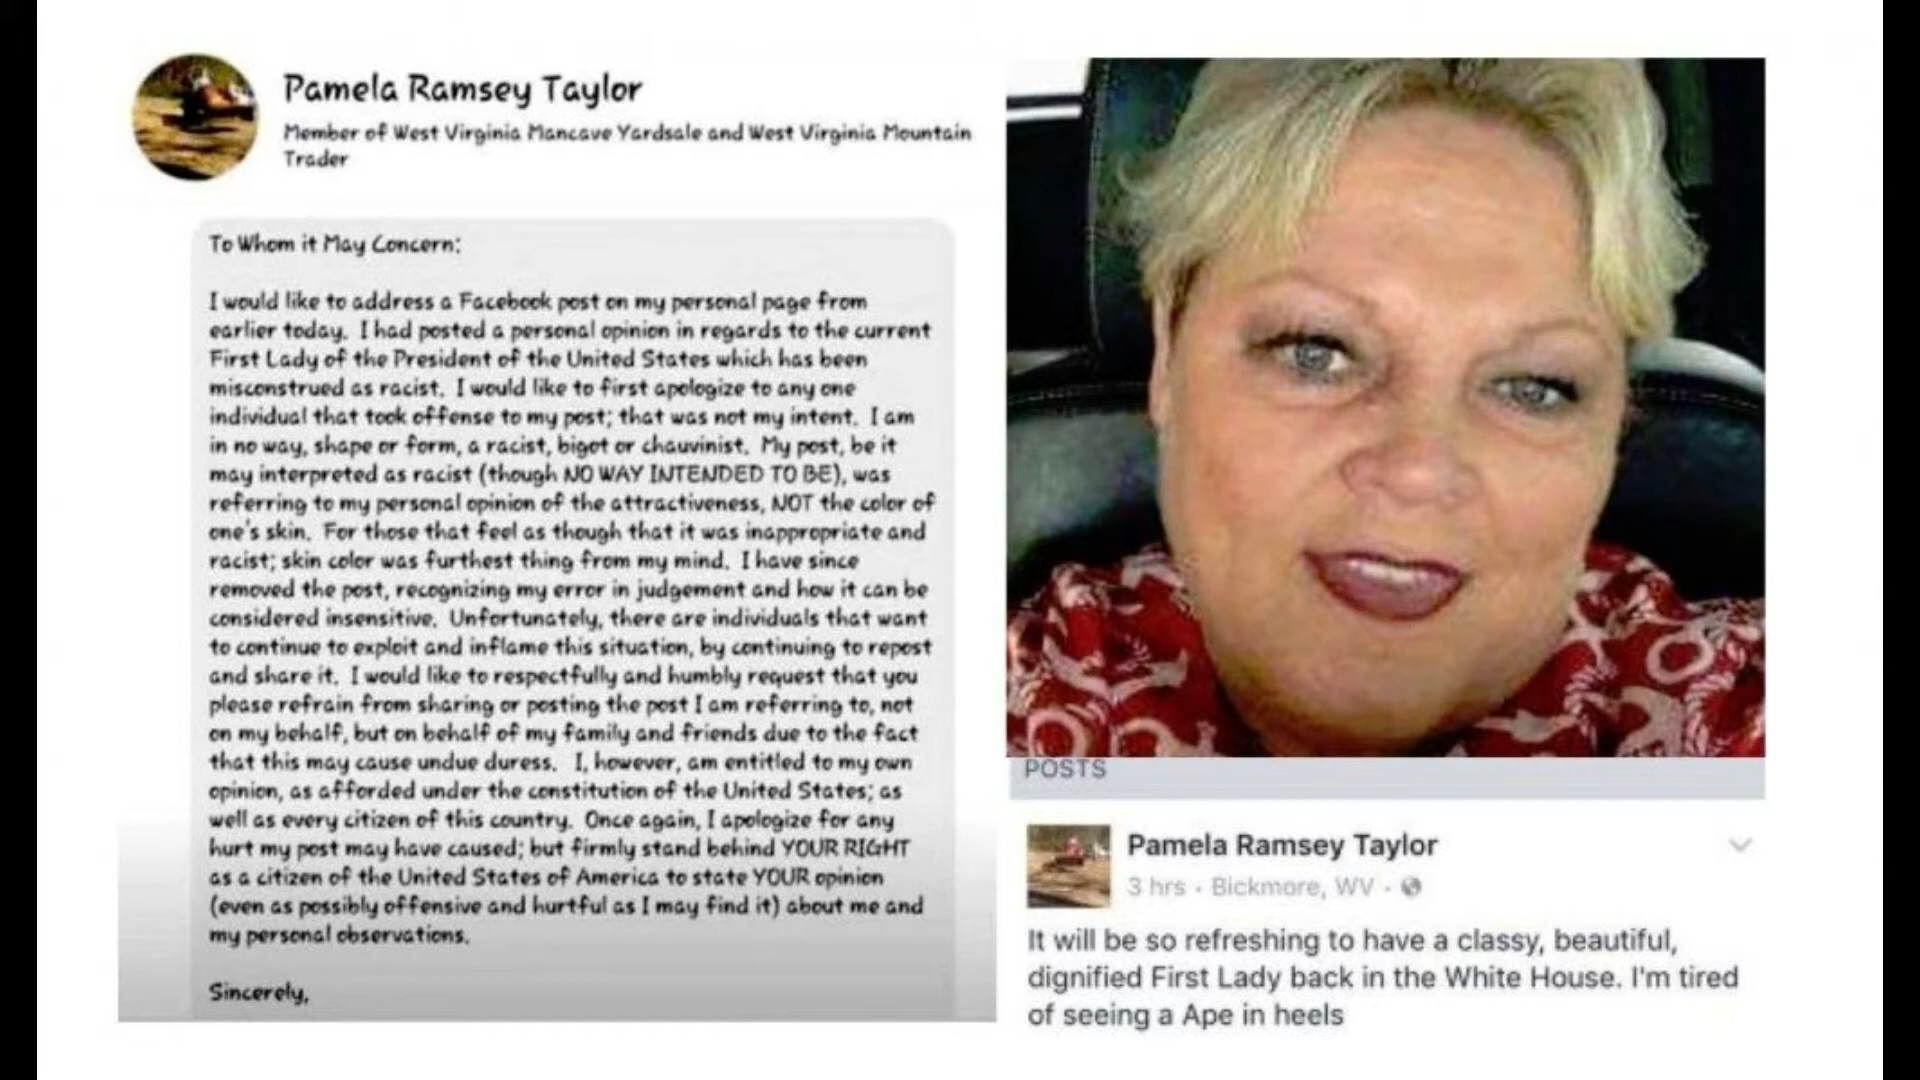 Pamela Ramsey Taylor
Member of West Virginia Mancave Yardsale and West Virginia Mountain
Trader
To Whom it May Concern:
I would like to address a Facebook post on my personal page from
earlier today. I had posted a personal opinion in regards to the current
First Lady of the President of the United States which has been
misconstrued as racist. I would like to first apologize to any one
individual that took offense to my post; that was not my intent. I am
in no way, shape or form, a racist, bigot or chauvinist. My post, be it
may interpreted as racist (though NO WAY INTENDED TO BE), was
referring to my personal opinion of the attractiveness, NOT the color of
one's skin. For those that feel as though that it was inappropriate and
racist; skin color was furthest thing from my mind. I have since
removed the post, recognizing my error in judgement and how it can be
considered insensitive. Unfortunately, there are individuals that want
to continue to exploit and inflame this situation, by continuing to repost
and share it. I would like to respectfully and humbly request that you
please refrain from sharing or posting the post I am referring to, not
on my behalf, but on behalf of my family and friends due to the fact
that this may cause undue duress. I, however, am entitled to my own
opinion, as afforded under the constitution of the United States; as
well as every citizen of this country. Once again, I apologize for any
hurt my post may have caused; but firmly stand behind YOUR RIGHT
as a citizen of the United States of America to state YOUR opinion
(even as possibly offensive and hurtful as I may find it) about me and
my personal observations.
Sincerely,
POSTS
Pamela Ramsey Taylor
3 hrs · Bickmore, WV ·
It will be so refreshing to have a classy, beautiful,
dignified First Lady back in the White House. I'm tired
of seeing a Ape in heels